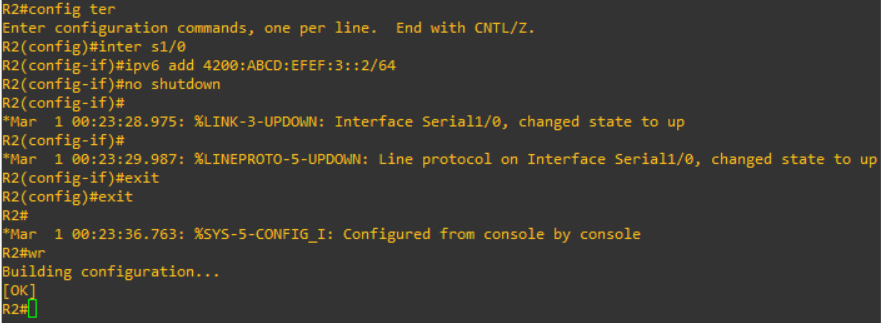 R2#config ter
Enter configuration commands, one per line.  End with CNTL/Z.
R2(config)#inter s1/0
R2(config-if)#ipv6 add 4200:ABCD:EFEF:3::2/64
R2(config-if)#no shutdown
R2(config-if)#
*Mar  1 00:23:28.975: %LINK-3-UPDOWN: Interface Serial1/0, changed state to up
R2(config-if)#
*Mar  1 00:23:29.987: %LINEPROTO-5-UPDOWN: Line protocol on Interface Serial1/0, changed state to up
R2(config-if)#exit
R2(config)#exit
R2#
*Mar  1 00:23:36.763: %SYS-5-CONFIG_I: Configured from console by console
R2#wr
Building configuration...
[OK]
R2#